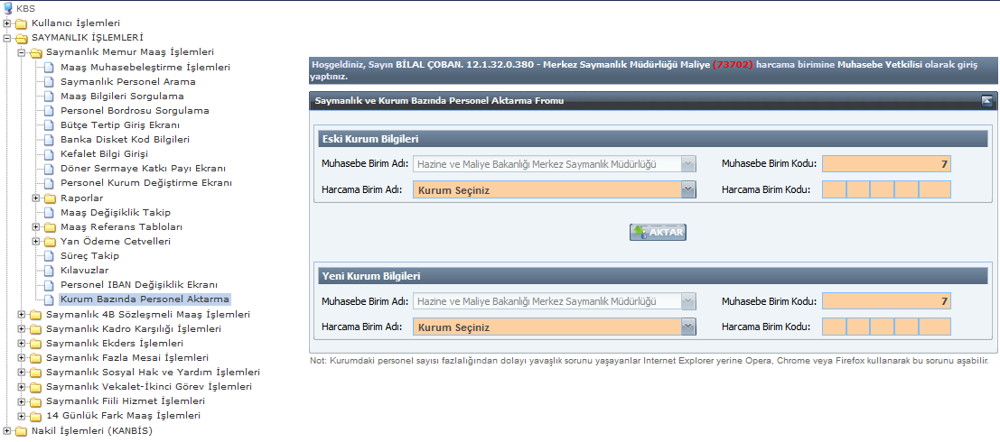 KBS
Kullanıcı İşlemleri
SAYMANLIK İŞLEMLERİ
Saymanlık Memur Maaş İşlemleri
Maaş Muhasebeleştirme İşlemleri
Saymanlık Personel Arama
Maaş Bilgileri Sorgulama
Personel Bordrosu Sorgulama
Bütçe Tertip Giriş Ekranı
Banka Disket Kod Bilgileri
Kefalet Bilgi Girişi
Döner Sermaye Katkı Payı Ekranı
Personel Kurum Değiştirme Ekranı
Raporlar
Maaş Değişiklik Takip
Maaş Referans Tabloları
Yan Ödeme Cetvelleri
Süreç Takip
Kılavuzlar
Personel IBAN Değişiklik Ekranı
Kurum Bazında Personel Aktarma
Saymanlık 4B Sözleşmeli Maaş İşlemleri
Saymanlık Kadro Karşılığı İşlemleri
Saymanlık Ekders İşlemleri
Saymanlık Fazla Mesai İşlemleri
Saymanlık Sosyal Hak ve Yardım İşlemleri
Saymanlık Vekalet-İkinci Görev İşlemleri
Saymanlık Fiili Hizmet İşlemleri
14 Günlük Fark Maaş İşlemleri
Nakil İşlemleri (KANBİS)
Hoşgeldiniz, Sayın BİLAL ÇOBAN. 12.1.32.0.380 - Merkez Saymanlık Müdürlüğü Maliye (73702) harcama birimine Muhasebe Yetkilisi olarak giriş
yaptınız.
Saymanlık ve Kurum Bazında Personel Aktarma Fromu
Eski Kurum Bilgileri
Muhasebe Birim Adı: Hazine ve Maliye Bakanlığı Merkez Saymanlık Müdürlüğü Muhasebe Birim Kodu: 7
Harcama Birim Adı: Kurum Seçiniz Harcama Birim Kodu:
AKTAR
Yeni Kurum Bilgileri
Muhasebe Birim Adı: Hazine ve Maliye Bakanlığı Merkez Saymanlık Müdürlüğü Muhasebe Birim Kodu: 7
Harcama Birim Adı: Kurum Seçiniz Harcama Birim Kodu:
Not: Kurumdaki personel sayısı fazlalığından dolayı yavaşlık sorunu yaşayanlar Internet Explorer yerine Opera, Chrome veya Firefox kullanarak bu sorunu aşabilir.